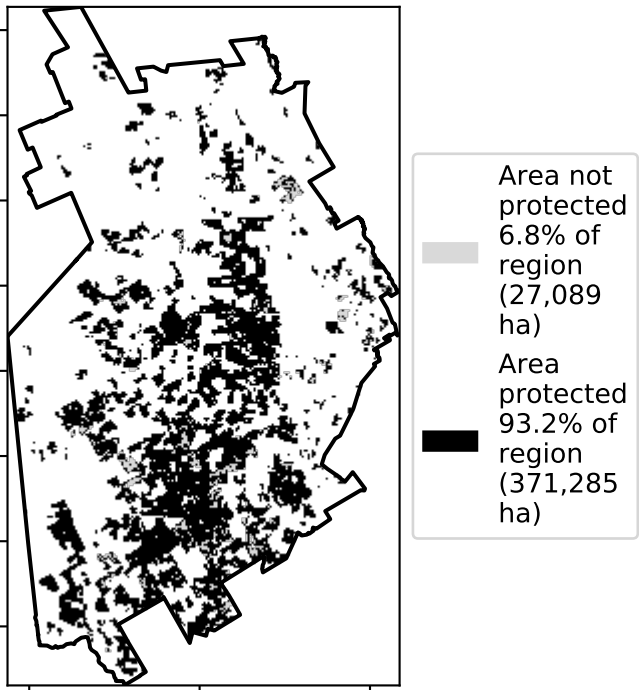 Area not
protected
6.8% of
region
(27,089
ha)
Area
protected
93.2% of
region
(371,285
ha)